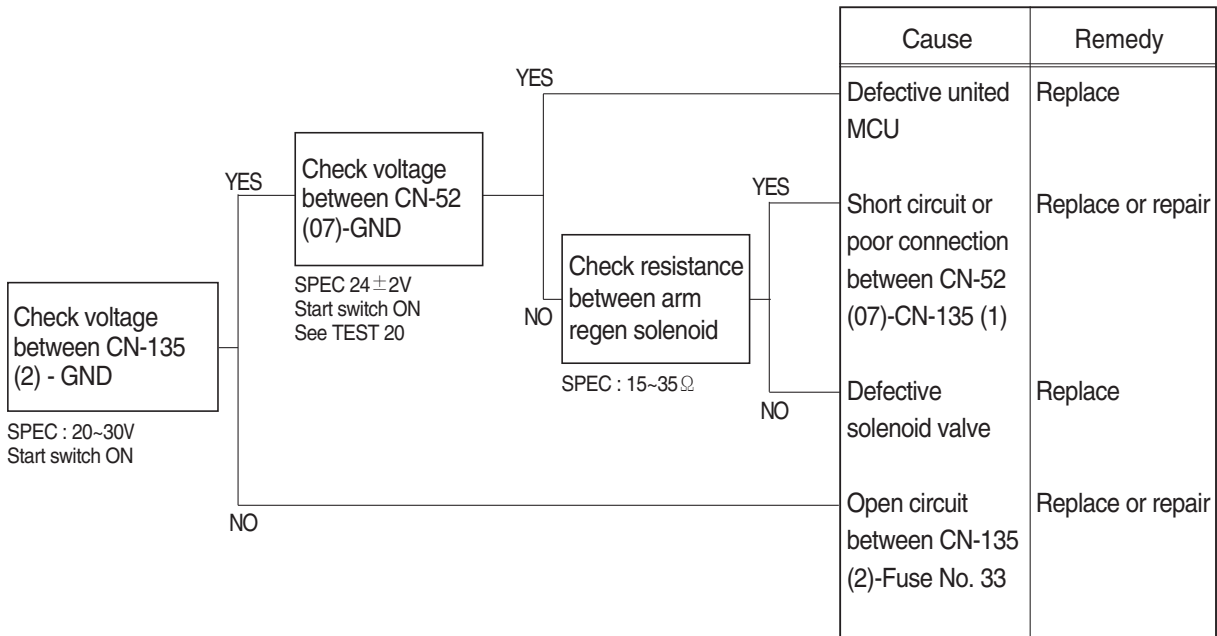 Check voltage
between CN-135
(2) - GND
SPEC : 20~30V
Start switch ON
YES
NO
Check voltage
between CN-52
(07)-GND
SPEC 24±2V
Start switch ON
See TEST 20
YES
NO
Check resistance
between arm
regen solenoid
SPEC : 15~35Ω
YES
NO
Cause
Remedy
Defective united
MCU
Replace
Short circuit or
poor connection
between CN-52
(07)-CN-135 (1)
Replace or repair
Defective
solenoid valve
Replace
Open circuit
between CN-135
(2)-Fuse No. 33
Replace or repair